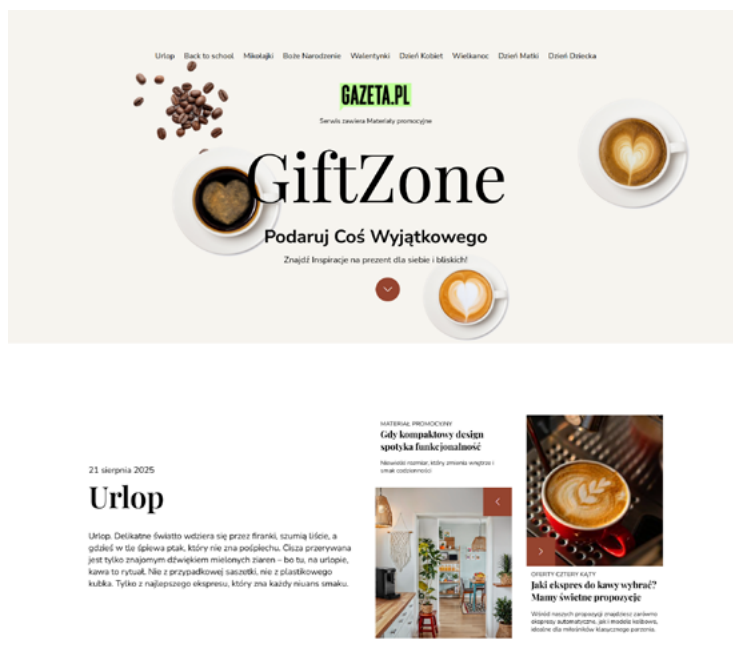 Urlop Back to school Mikołajki Boże Narodzenie Walentynki Dzień Kobiet Wielkanoc Dzień Matki Dzień Dziecka
GAZETA.PL
Serwis zawiera Materiały promocyjne
GiftZone
Podaruj Coś Wyjątkowego
Znajdź Inspiracje na prezent dla siebie i bliskich!
21 sierpnia 2025
Urlop
Urlop. Delikatne światło wdziera się przez firanki, szumią liście, a
gdzieś w tle śpiewa ptak, który nie zna pośpiechu. Cisza przerywana
jest tylko znajomym dźwiękiem mielonych ziaren – bo tu, na urlopie,
kawa to rytuał. Nie z przypadkowej saszetki, nie z plastikowego
kubka. Tylko z najlepszego ekspresu, który zna każdy niuans smaku.
MATERIAŁ PROMOCYJNY
Gdy kompaktowy design
spotyka funkcjonalność
Niewielki rozmiar, który zmienia wnętrze i
smak codzienności
OFERTY CZTERY KĄTY
Jaki ekspres do kawy wybrać?
Mamy świetne propozycje
Wśród naszych propozycji znajdziesz zarówno
ekspresy automatyczne, jak i modele kolbowe,
idealne dla miłośników klasycznego parzenia.